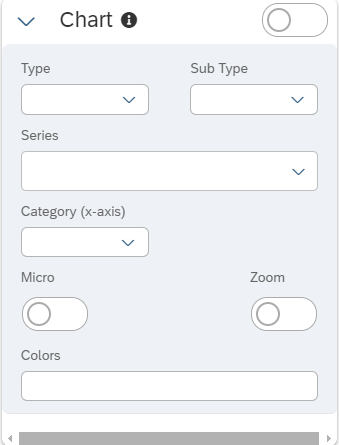 Chart
Type Sub Type
Series
Category (x-axis)
Micro Zoom
Colors